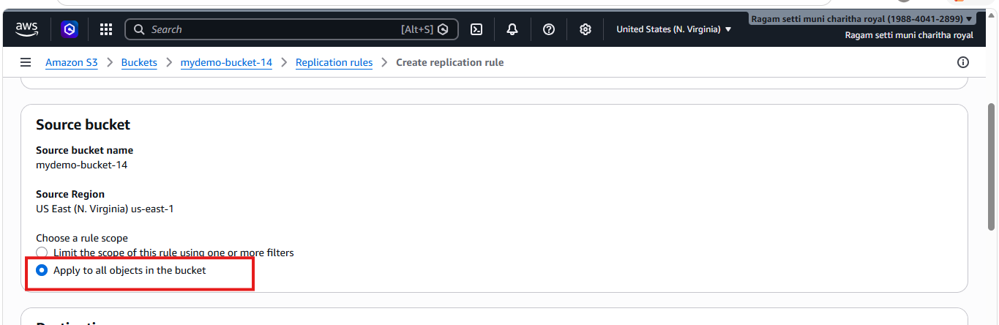 aws
Search
[Alt+S]
United States (N. Virginia)
Ragam setti muni charitha royal (1988-4041-2899)
Ragam setti muni charitha royal
Amazon S3 > Buckets > mydemo-bucket-14 > Replication rules > Create replication rule
Source bucket
Source bucket name
mydemo-bucket-14
Source Region
US East (N. Virginia) us-east-1
Choose a rule scope
Limit the scope of this rule using one or more filters
Apply to all objects in the bucket